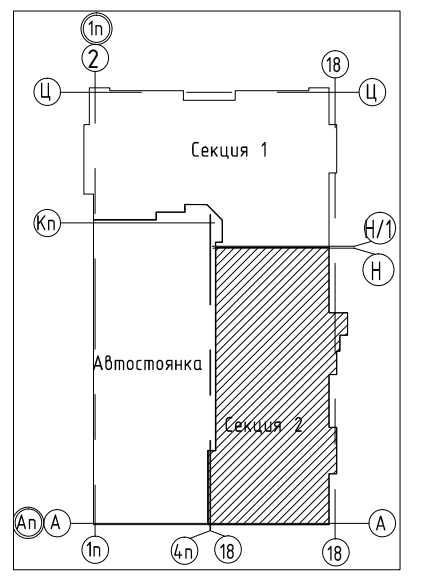 1п
2
18
Ц
Ц
Секция 1
Кп
Н/1
Н
Автостоянка
Секция 2
Ап
А
А
1п
4п
18
18